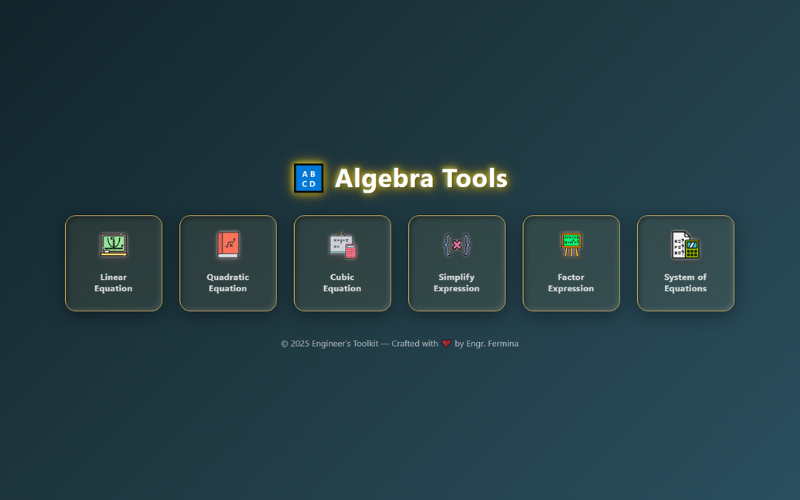 AB
CD
Algebra Tools
Linear
Equation
Quadratic
Equation
Cubic
Equation
Simplify
Expression
Factor
Expression
System of
Equations
© 2025 Engineer's Toolkit — Crafted with ❤️ by Engr. Fermina